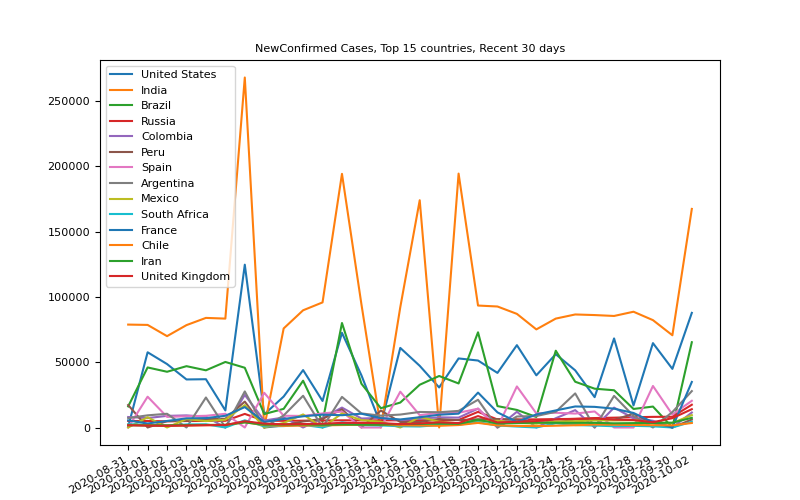 NewConfirmed Cases, Top 15 countries, Recent 30 days
United States
India
Brazil
Russia
Colombia
Peru
Spain
Argentina
Mexico
South Africa
France
Chile
Iran
United Kingdom
250000
200000
150000
100000
50000
0
2020-08-31
2020-09-01
2020-09-02
2020-09-03
2020-09-04
2020-09-05
2020-09-07
2020-09-08
2020-09-09
2020-09-10
2020-09-11
2020-09-12
2020-09-13
2020-09-14
2020-09-15
2020-09-16
2020-09-17
2020-09-18
2020-09-20
2020-09-21
2020-09-22
2020-09-23
2020-09-24
2020-09-25
2020-09-26
2020-09-27
2020-09-28
2020-09-29
2020-09-30
2020-10-02